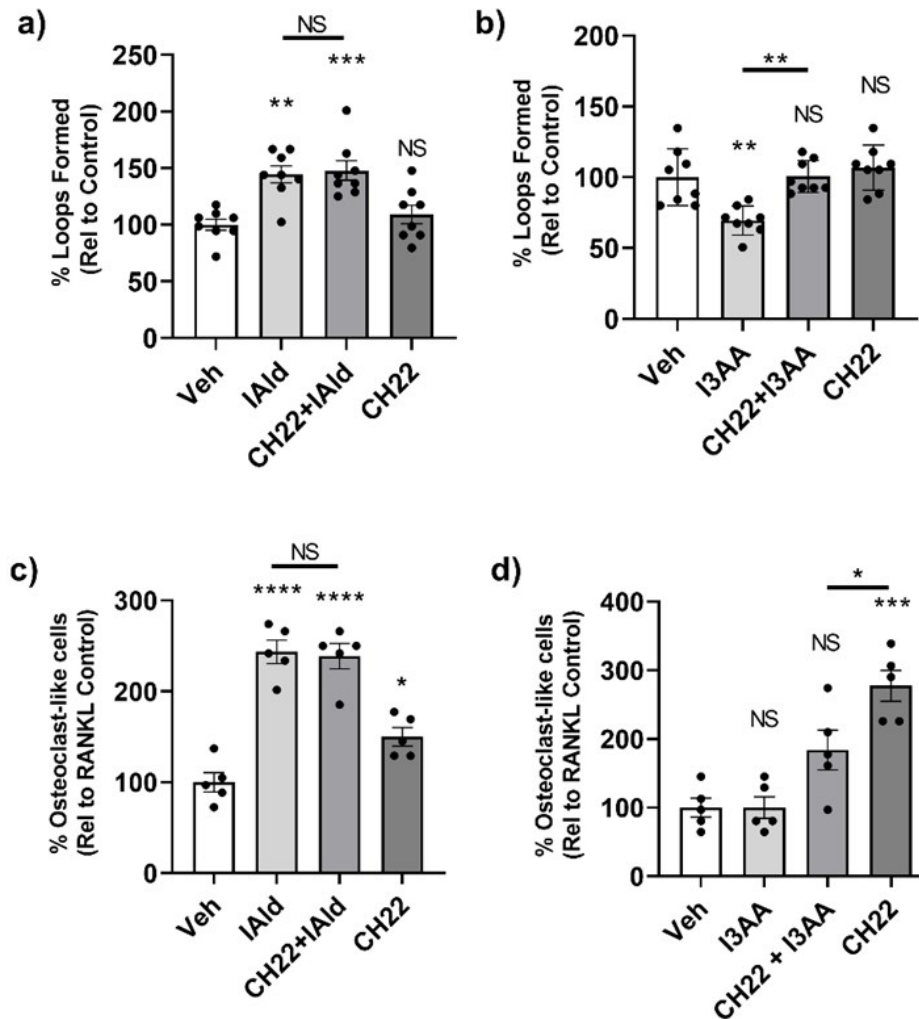 a)
NS
***
**
NS
% Loops Formed
(Rel to Control)
250
200
150
100
50
0
Veh
IAld
CH22+IAld
CH22
b)
**
NS
NS
**
% Loops Formed
(Rel to Control)
200
150
100
50
0
Veh
I3AA
CH22+I3AA
CH22
c)
NS
****
****
*
% Osteoclast-like cells
(Rel to RANKL Control)
300
200
100
0
Veh
IAld
CH22+IAld
CH22
d)
*
***
NS
NS
% Osteoclast-like cells
(Rel to RANKL Control)
400
300
200
100
0
Veh
I3AA
CH22 + I3AA
CH22